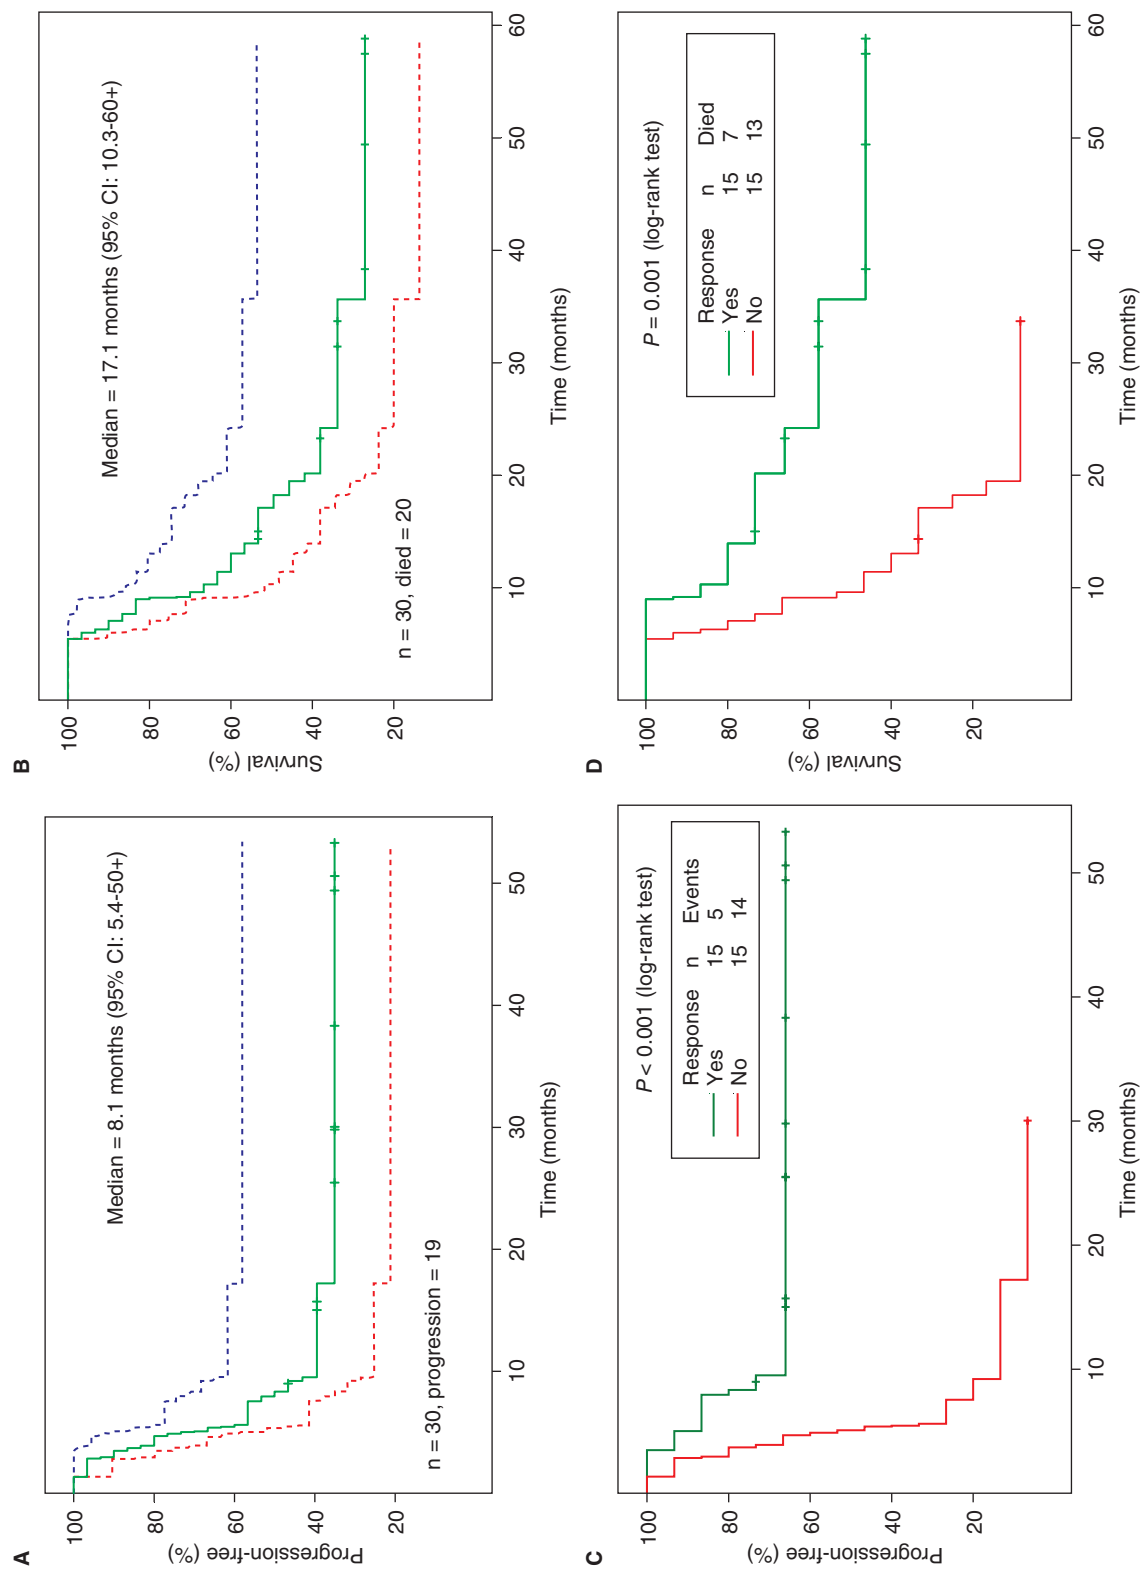 A
Progression-free (%)
100
80
60
40
20
Median = 8.1 months (95% CI: 5.4-50+)
n = 30, progression = 19
10
20
30
40
50
Time (months)
B
Survival (%)
100
80
60
40
20
Median = 17.1 months (95% CI: 10.3-60+)
n = 30, died = 20
10
20
30
40
50
60
Time (months)
C
Progression-free (%)
100
80
60
40
20
P < 0.001 (log-rank test)
Response n Events
Yes 15 5
No 15 14
10
20
30
40
50
Time (months)
D
Survival (%)
100
80
60
40
20
P = 0.001 (log-rank test)
Response n Died
Yes 15 7
No 15 13
10
20
30
40
50
60
Time (months)